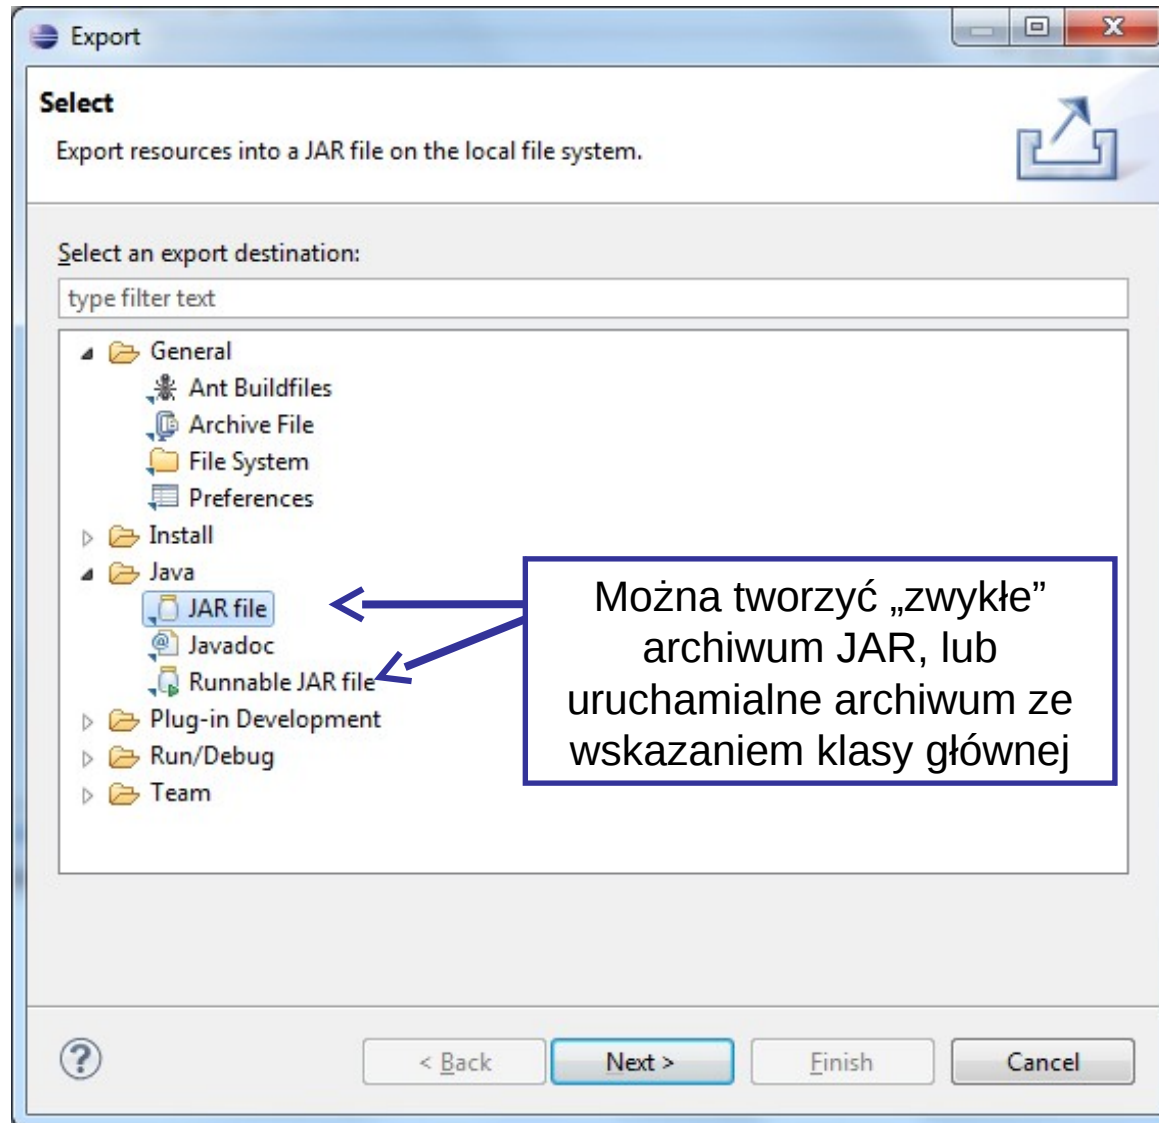 Export
Select
Export resources into a JAR file on the local file system.
Select an export destination:
type filter text
General
Ant Buildfiles
Archive File
File System
Preferences
Install
Java
JAR file
Javadoc
Runnable JAR file
Plug-in Development
Run/Debug
Team
Można tworzyć „zwykłe”
archiwum JAR, lub
uruchamialne archiwum ze
wskazaniem klasy głównej
< Back
Next >
Finish
Cancel